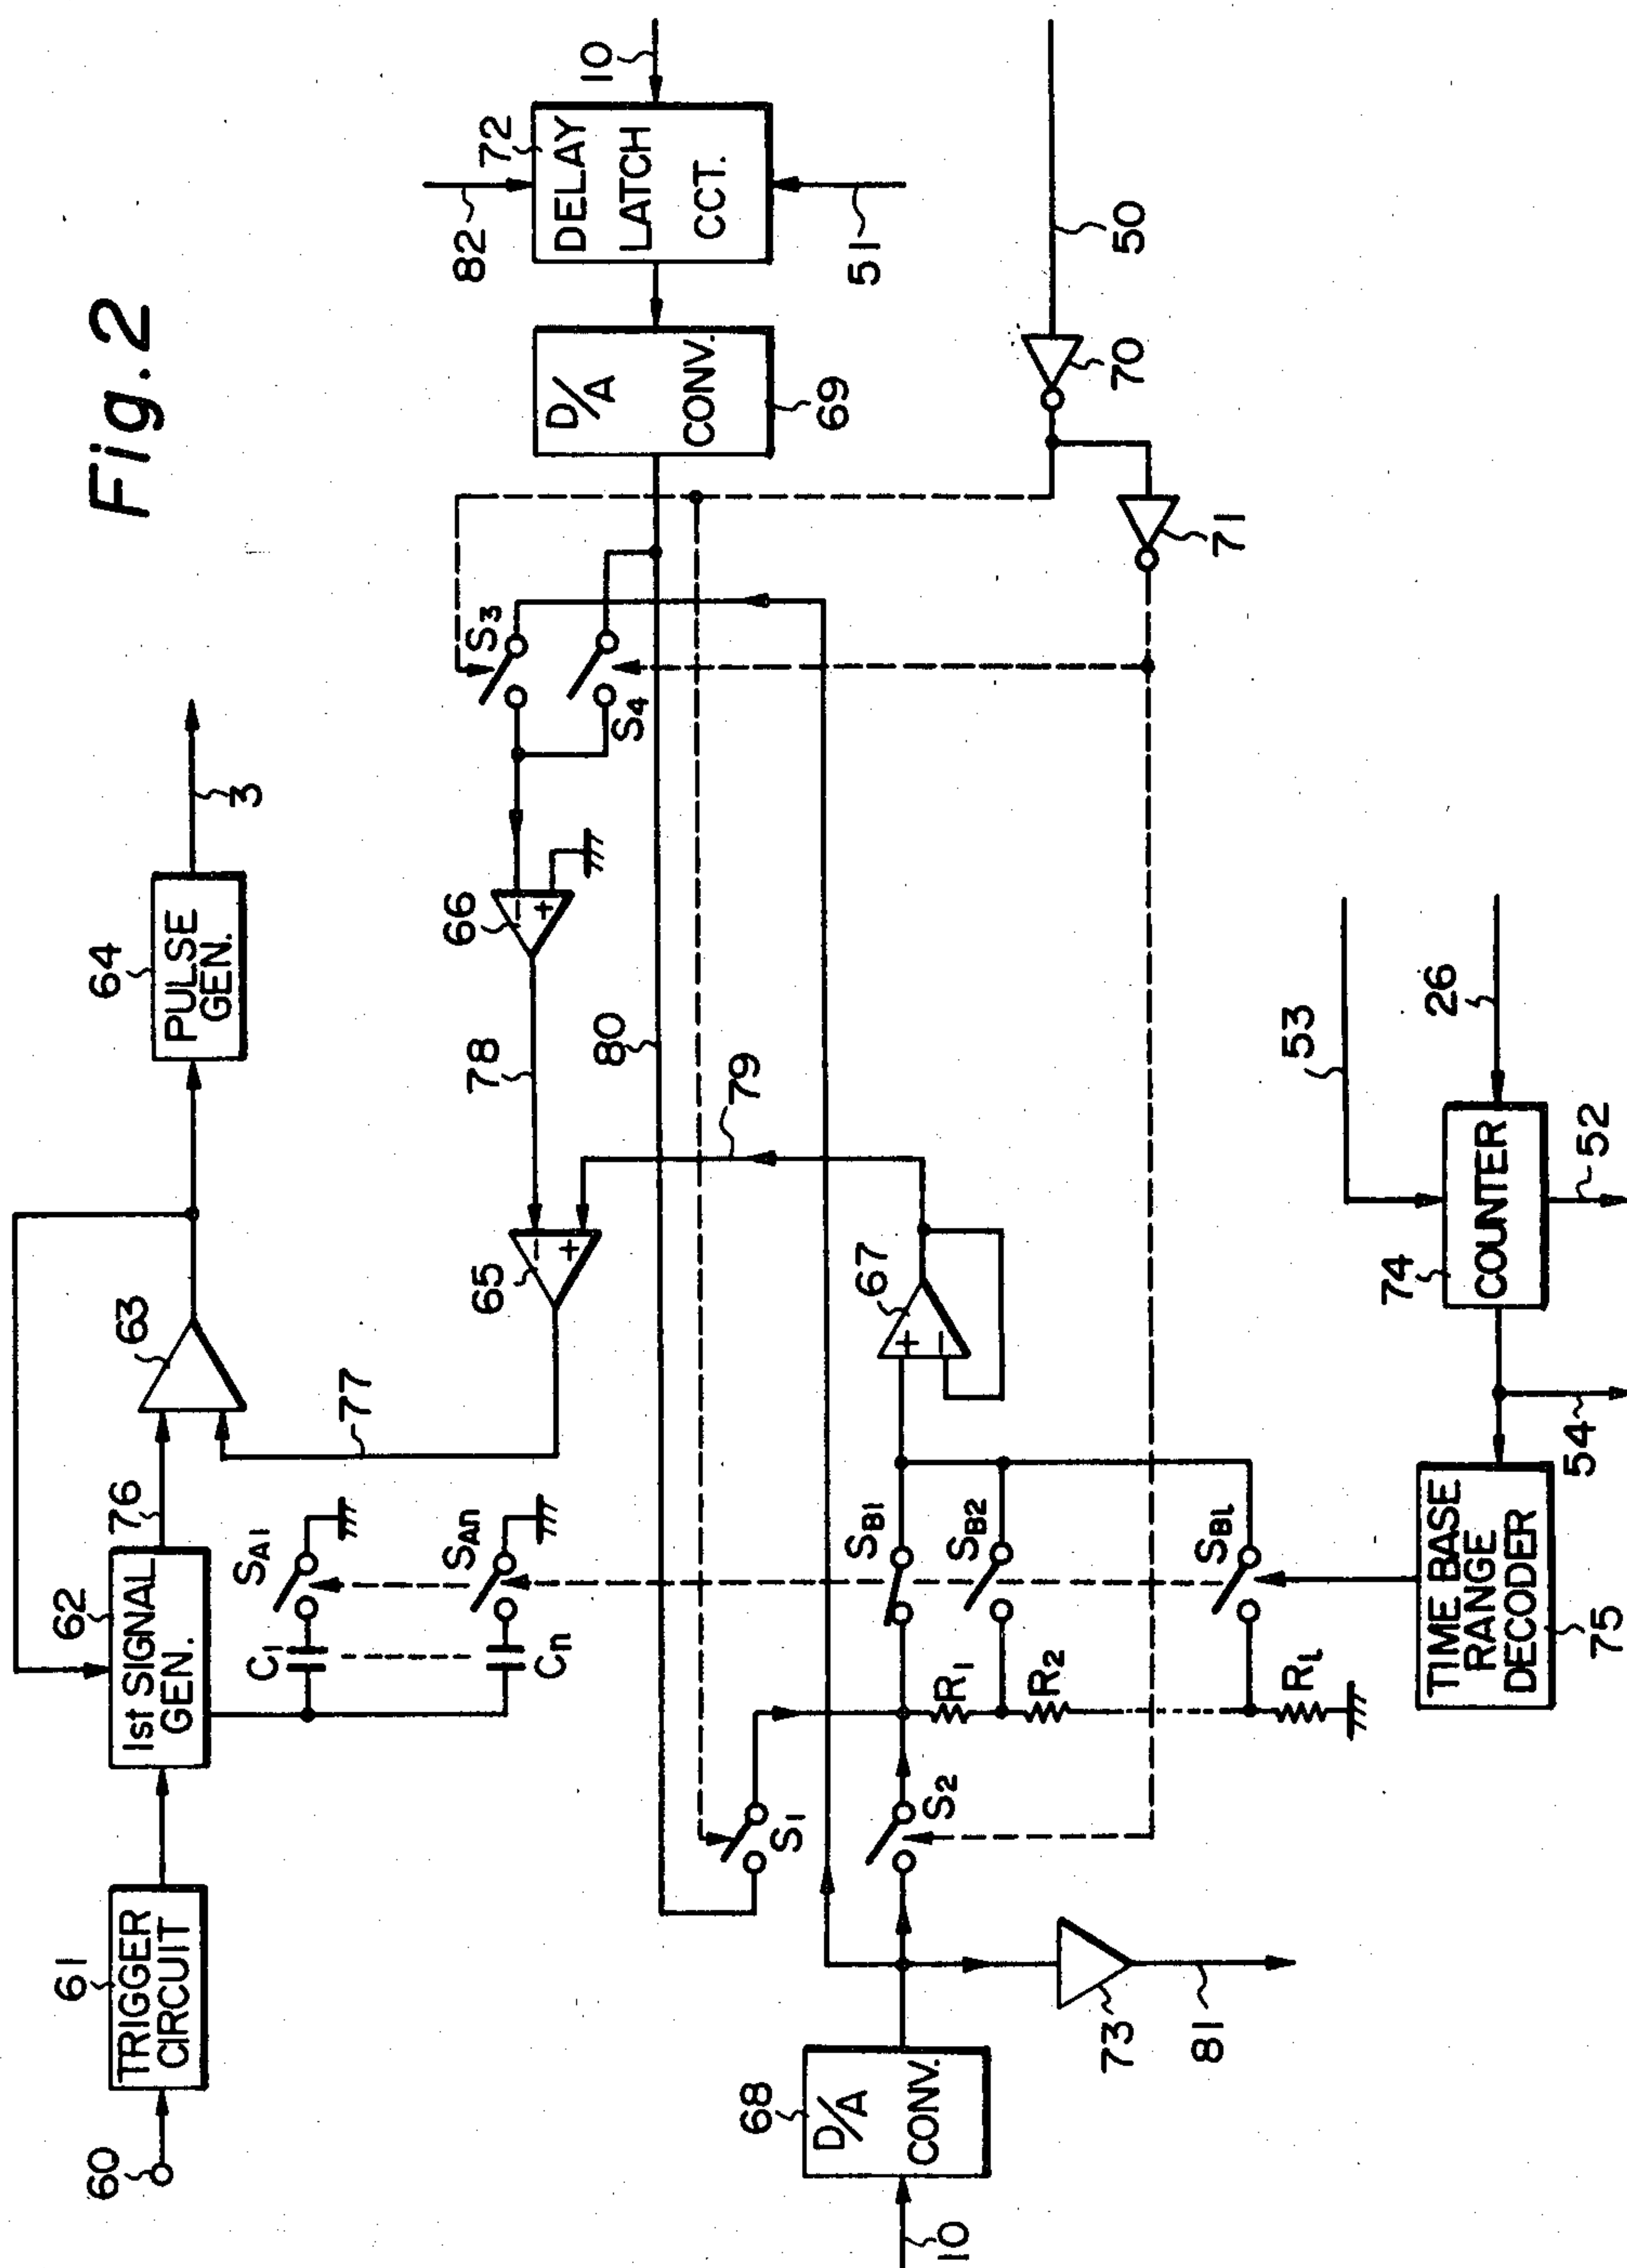 Fig.2
60
61
TRIGGER
CIRCUIT
62
1st SIGNAL
GEN.
76
63
64
PULSE
GEN.
3
77
C1
SA1
Cn
SAn
65
−
+
78
66
−
+
S3
S4
79
80
D/A
CONV.
69
72
DELAY
LATCH
CCT.
82
10
51
S1
S2
R1
R2
RL
SB1
SB2
SBL
67
+
−
68
D/A
CONV.
10
73
81
70
50
71
TIME BASE
RANGE
DECODER
75
54
74
COUNTER
53
26
52